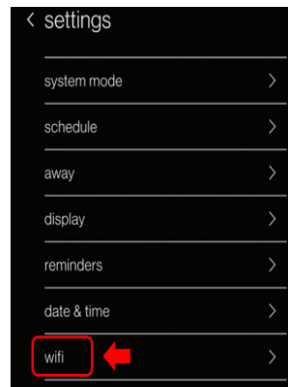 settings
system mode
schedule
away
display
reminders
date & time
wifi